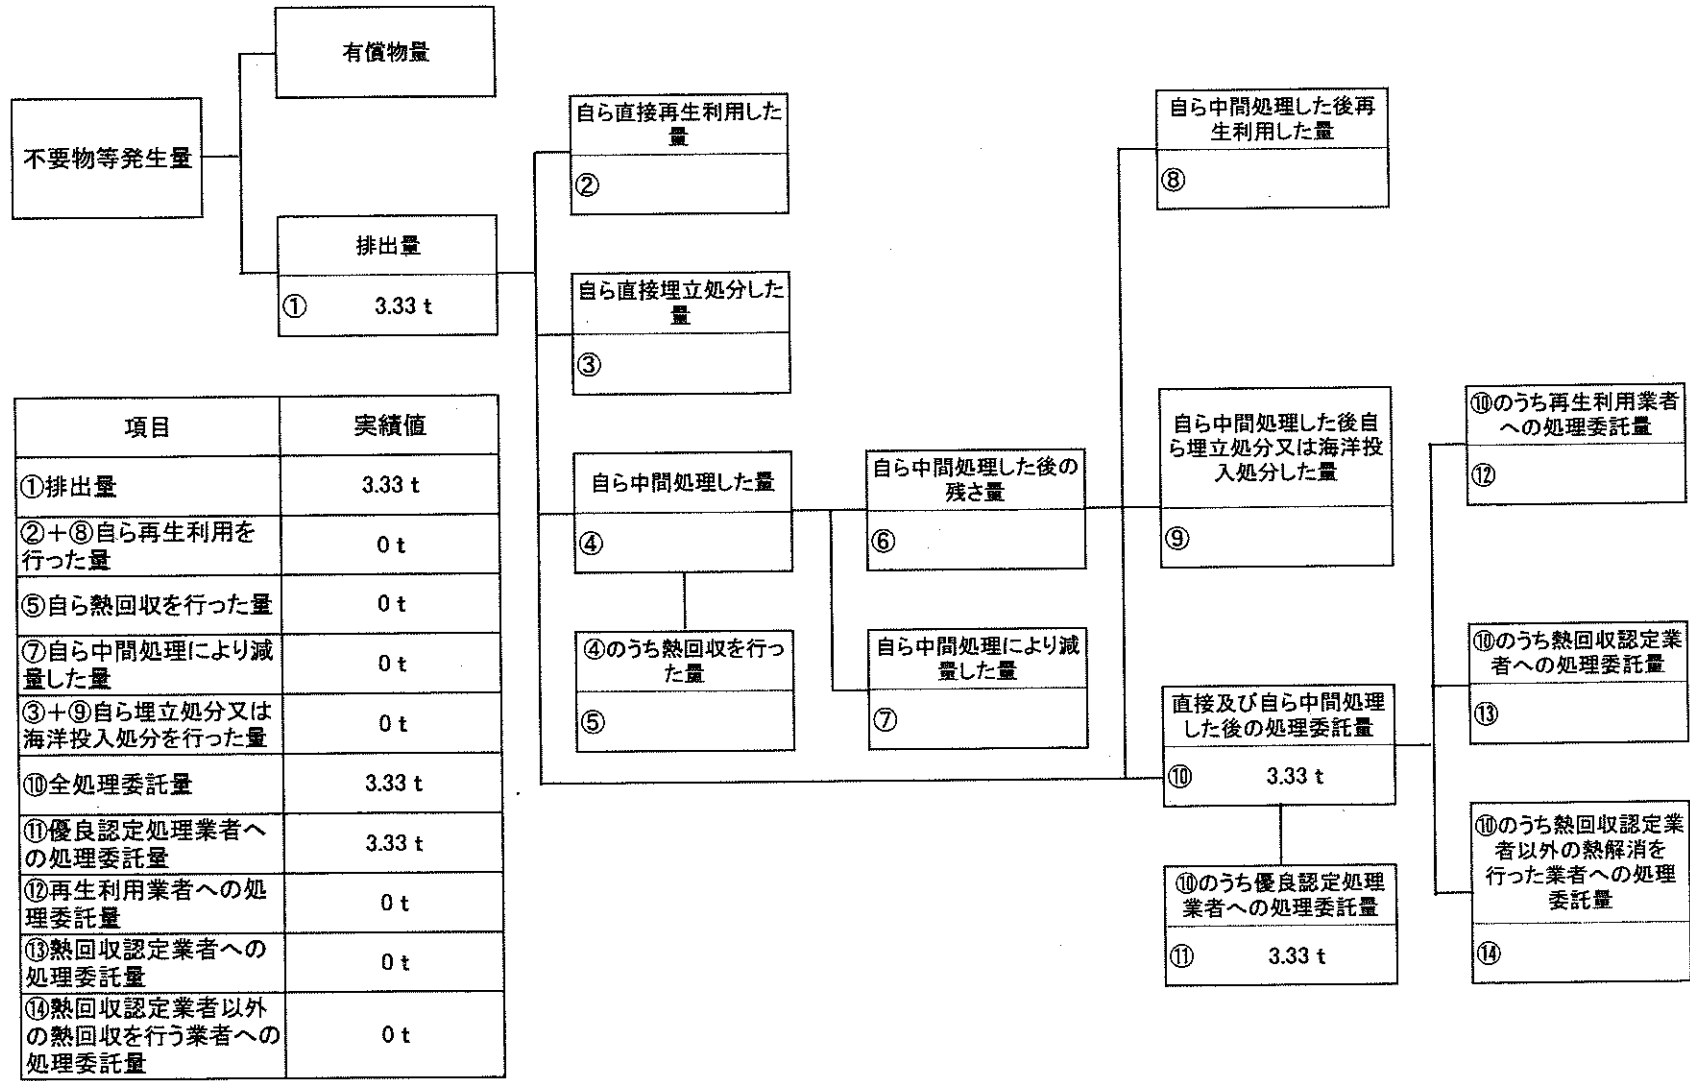 有償物量
不要物等発生量
排出量
① 3.33 t
自ら直接再生利用した
量
②
自ら直接埋立処分した
量
③
自ら中間処理した量
④
④のうち熱回収を行っ
た量
⑤
自ら中間処理した後の
残さ量
⑥
自ら中間処理により減
量した量
⑦
自ら中間処理した後再
生利用した量
⑧
自ら中間処理した後自
ら埋立処分又は海洋投
入処分した量
⑨
直接及び自ら中間処理
した後の処理委託量
⑩ 3.33 t
⑩のうち優良認定処理
業者への処理委託量
⑪ 3.33 t
⑩のうち再生利用業者
への処理委託量
⑫
⑩のうち熱回収認定業
者への処理委託量
⑬
⑩のうち熱回収認定業
者以外の熱解消を
行った業者への処理
委託量
⑭
項目 実績値
①排出量 3.33 t
②＋⑧自ら再生利用を
行った量 0 t
⑤自ら熱回収を行った量 0 t
⑦自ら中間処理により減
量した量 0 t
③＋⑨自ら埋立処分又は
海洋投入処分を行った量 0 t
⑩全処理委託量 3.33 t
⑪優良認定処理業者へ
の処理委託量 3.33 t
⑫再生利用業者への処
理委託量 0 t
⑬熱回収認定業者への
処理委託量 0 t
⑭熱回収認定業者以外
の熱回収を行う業者への
処理委託量 0 t